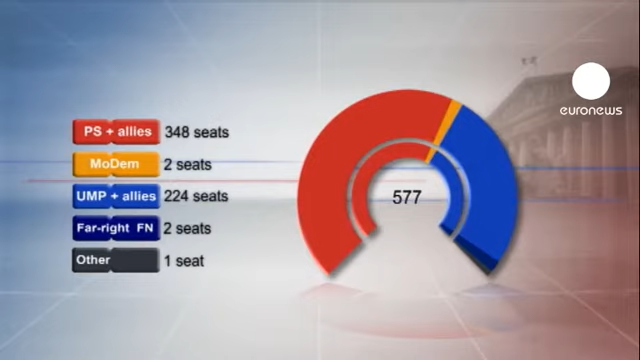 euronews
PS + allies 348 seats
MoDem 2 seats
UMP + allies 224 seats
Far-right FN 2 seats
Other 1 seat
577